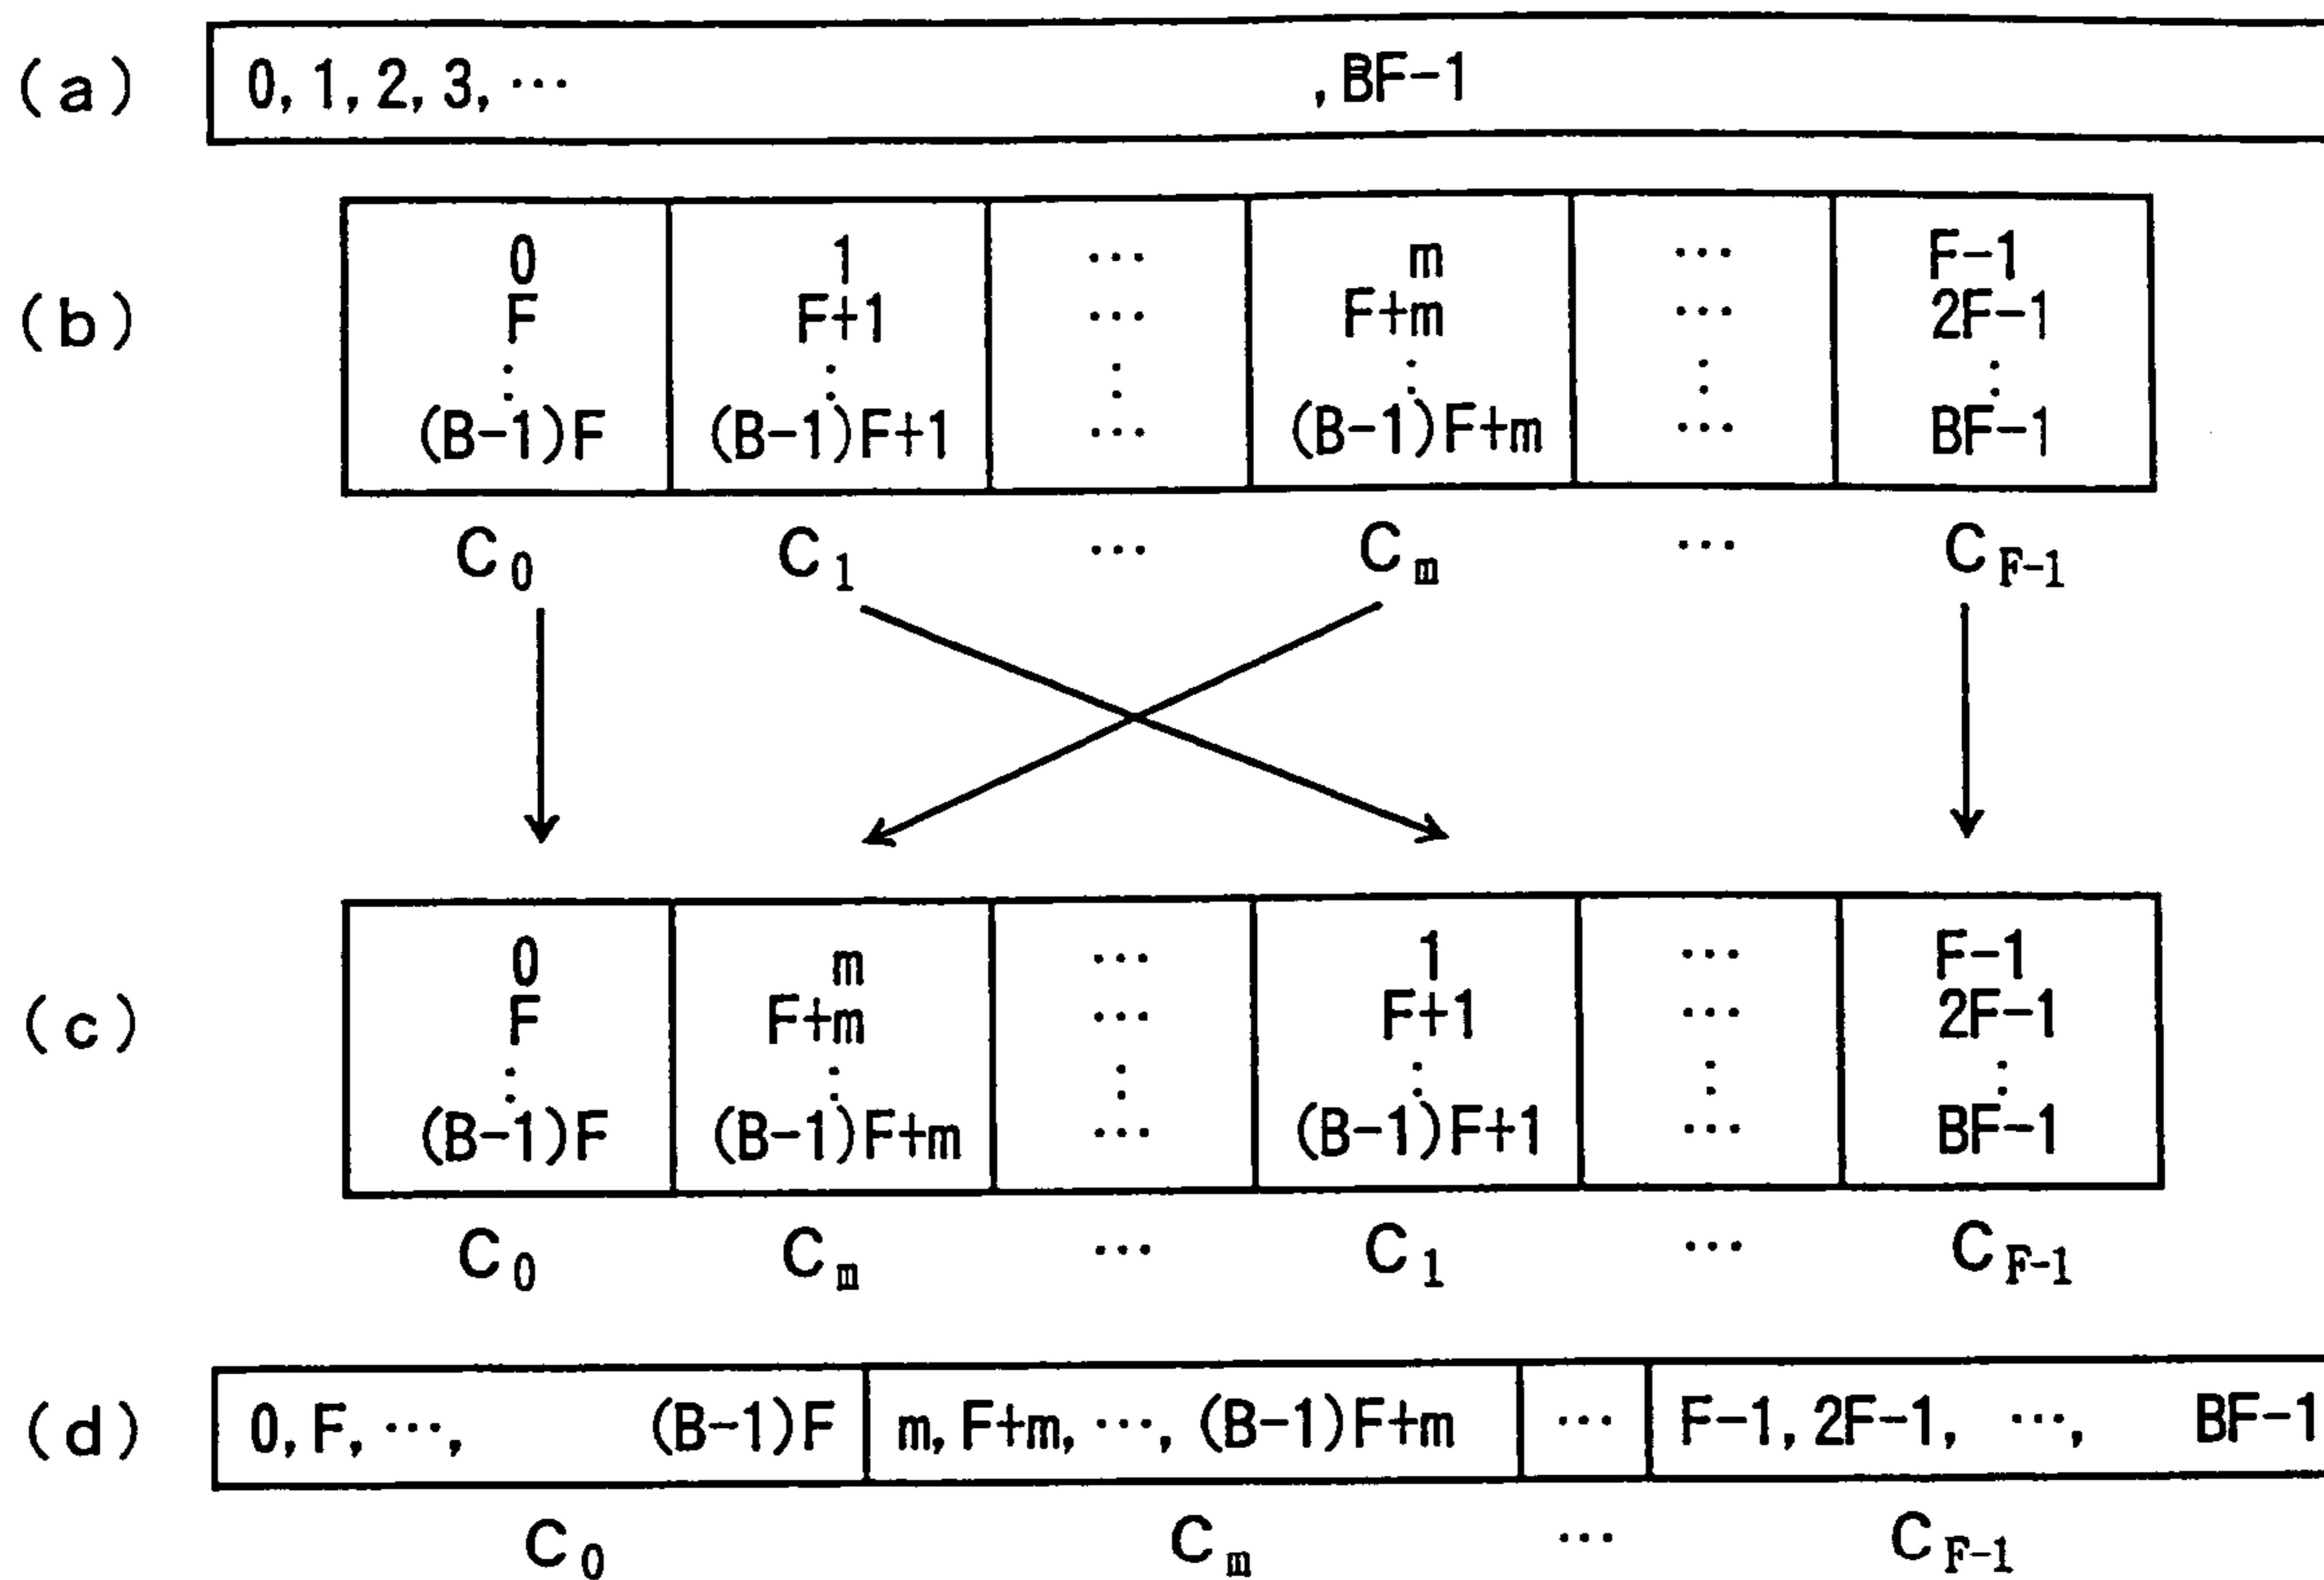 (a) 0, 1, 2, 3, ··· , BF-1
(b)
0 1 ··· m ··· F-1
F F+1 ··· F+m ··· 2F-1
: : : : : :
(B-1)F (B-1)F+1 ··· (B-1)F+m ··· BF-1
C0 C1 ··· Cm ··· CF-1
(c)
0 m ··· 1 ··· F-1
F F+m ··· F+1 ··· 2F-1
: : : : : :
(B-1)F (B-1)F+m ··· (B-1)F+1 ··· BF-1
C0 Cm ··· C1 ··· CF-1
(d) 0, F, ···, (B-1)F m, F+m, ···, (B-1)F+m ··· F-1, 2F-1, ···, BF-1
C0 Cm ··· CF-1